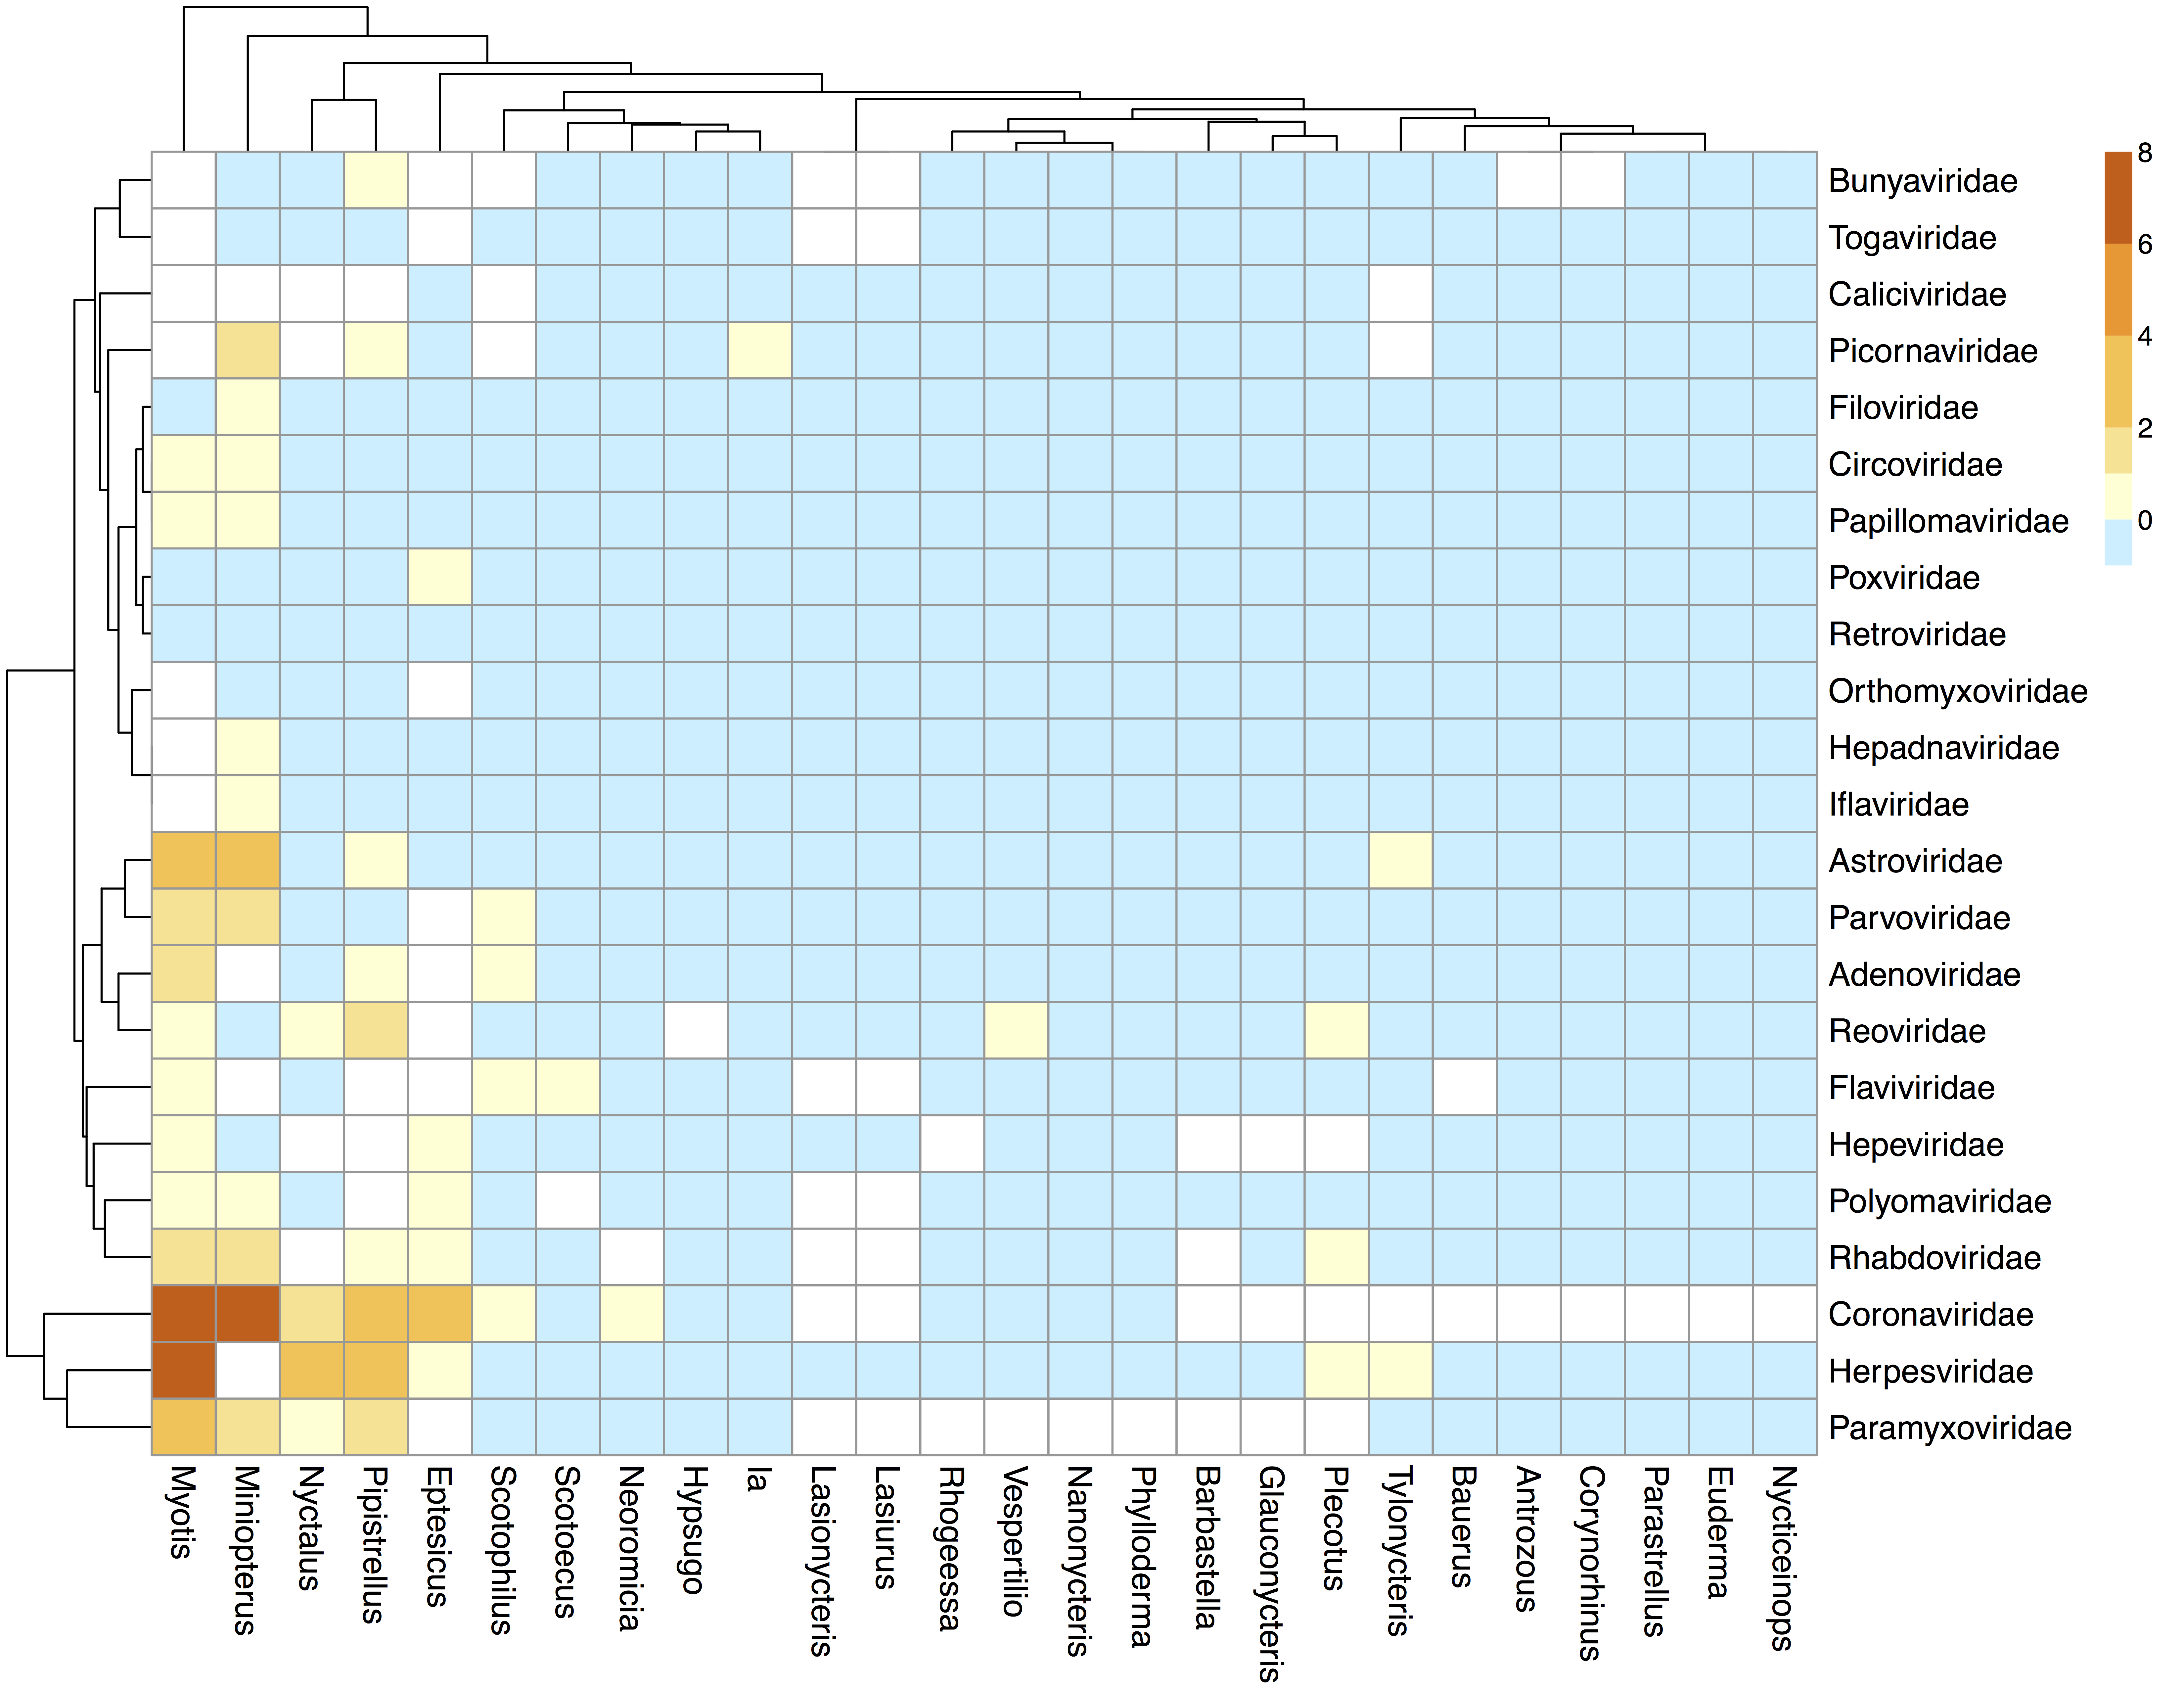 Bunyaviridae
Togaviridae
Caliciviridae
Picornaviridae
Filoviridae
Circoviridae
Papillomaviridae
Poxviridae
Retroviridae
Orthomyxoviridae
Hepadnaviridae
Iflaviridae
Astroviridae
Parvoviridae
Adenoviridae
Reoviridae
Flaviviridae
Hepeviridae
Polyomaviridae
Rhabdoviridae
Coronaviridae
Herpesviridae
Paramyxoviridae
8
6
4
2
0
Myotis
Miniopterus
Nyctalus
Pipistrellus
Eptesicus
Scotophilus
Scotoecus
Neoromicia
Hypsugo
Ia
Lasionycteris
Lasiurus
Rhogeessa
Vespertilio
Nanonycteris
Phylloderma
Barbastella
Glauconycteris
Plecotus
Tylonycteris
Bauerus
Antrozous
Corynorhinus
Parastrellus
Euderma
Nycticeinops